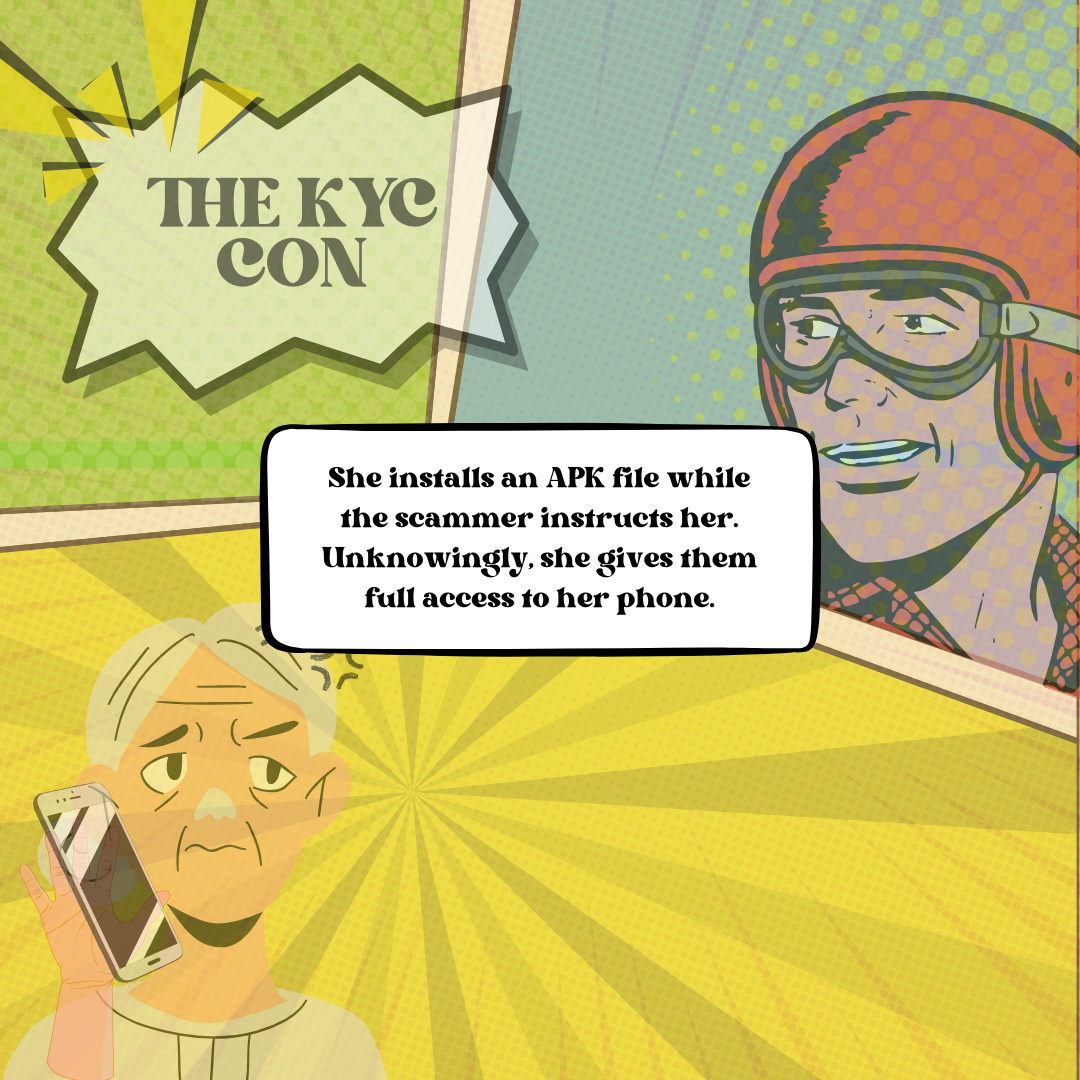 THE KYC
CON
She installs an APK file while
the scammer instructs her.
Unknowingly, she gives them
full access to her phone.